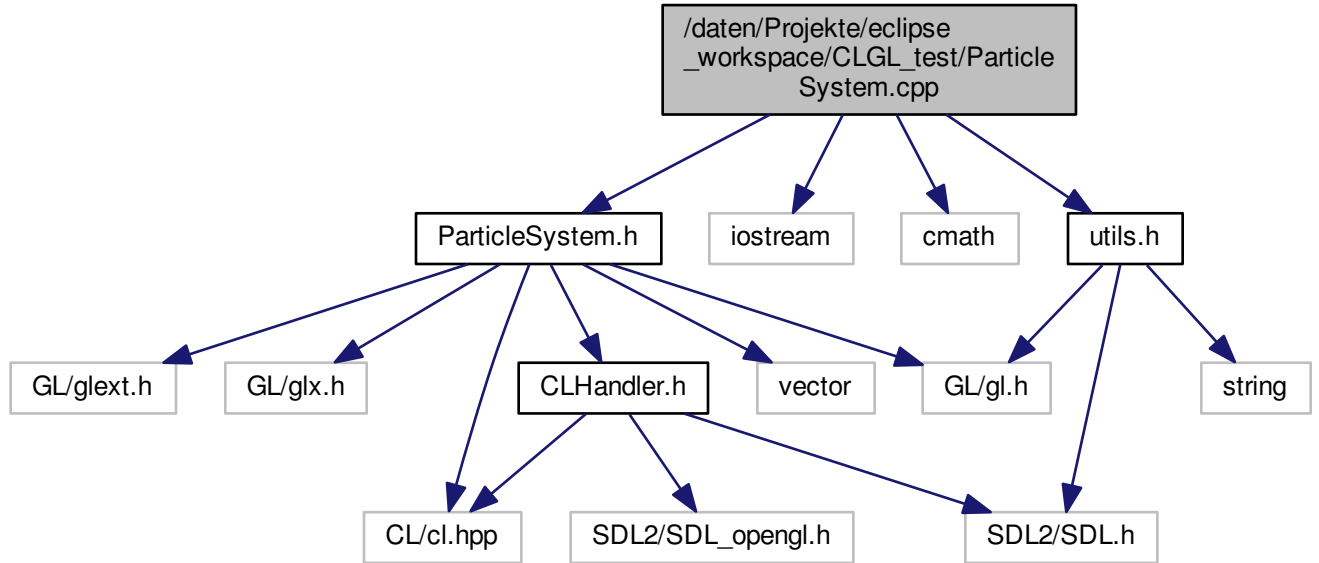 /daten/Projekte/eclipse
_workspace/CLGL_test/Particle
System.cpp
ParticleSystem.h
iostream
cmath
utils.h
GL/glext.h
GL/glx.h
CLHandler.h
vector
GL/gl.h
string
CL/cl.hpp
SDL2/SDL_opengl.h
SDL2/SDL.h